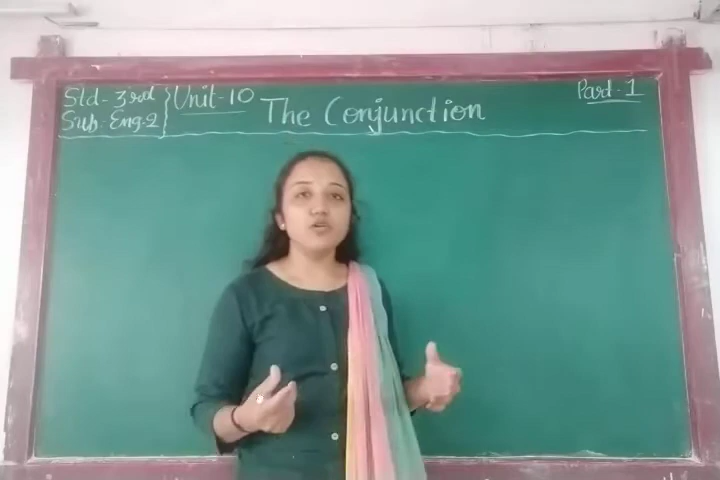 Std - 3rd } Unit - 10 The Conjunction Part - 1
Sub: Eng-2